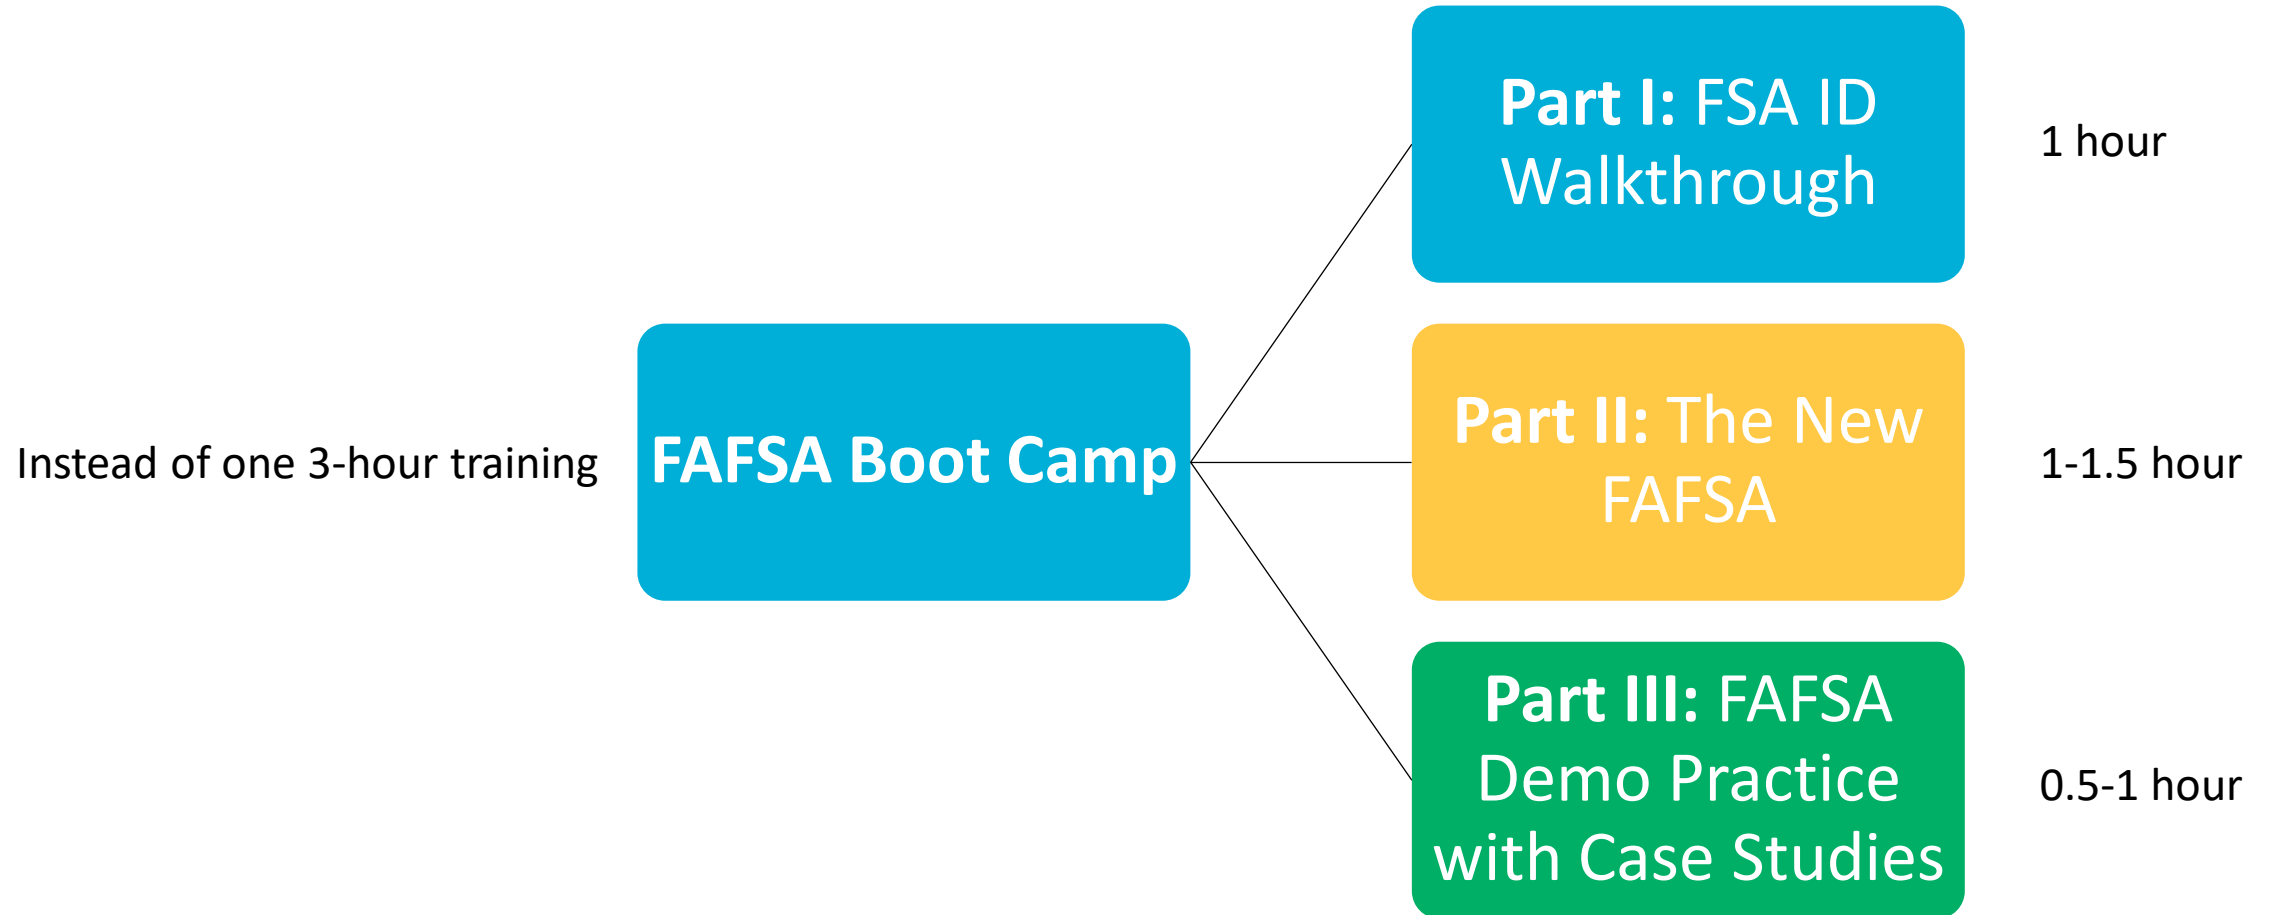 Instead of one 3-hour training
FAFSA Boot Camp
Part I: FSA ID
Walkthrough
1 hour
Part II: The New
FAFSA
1-1.5 hour
Part III: FAFSA
Demo Practice
with Case Studies
0.5-1 hour